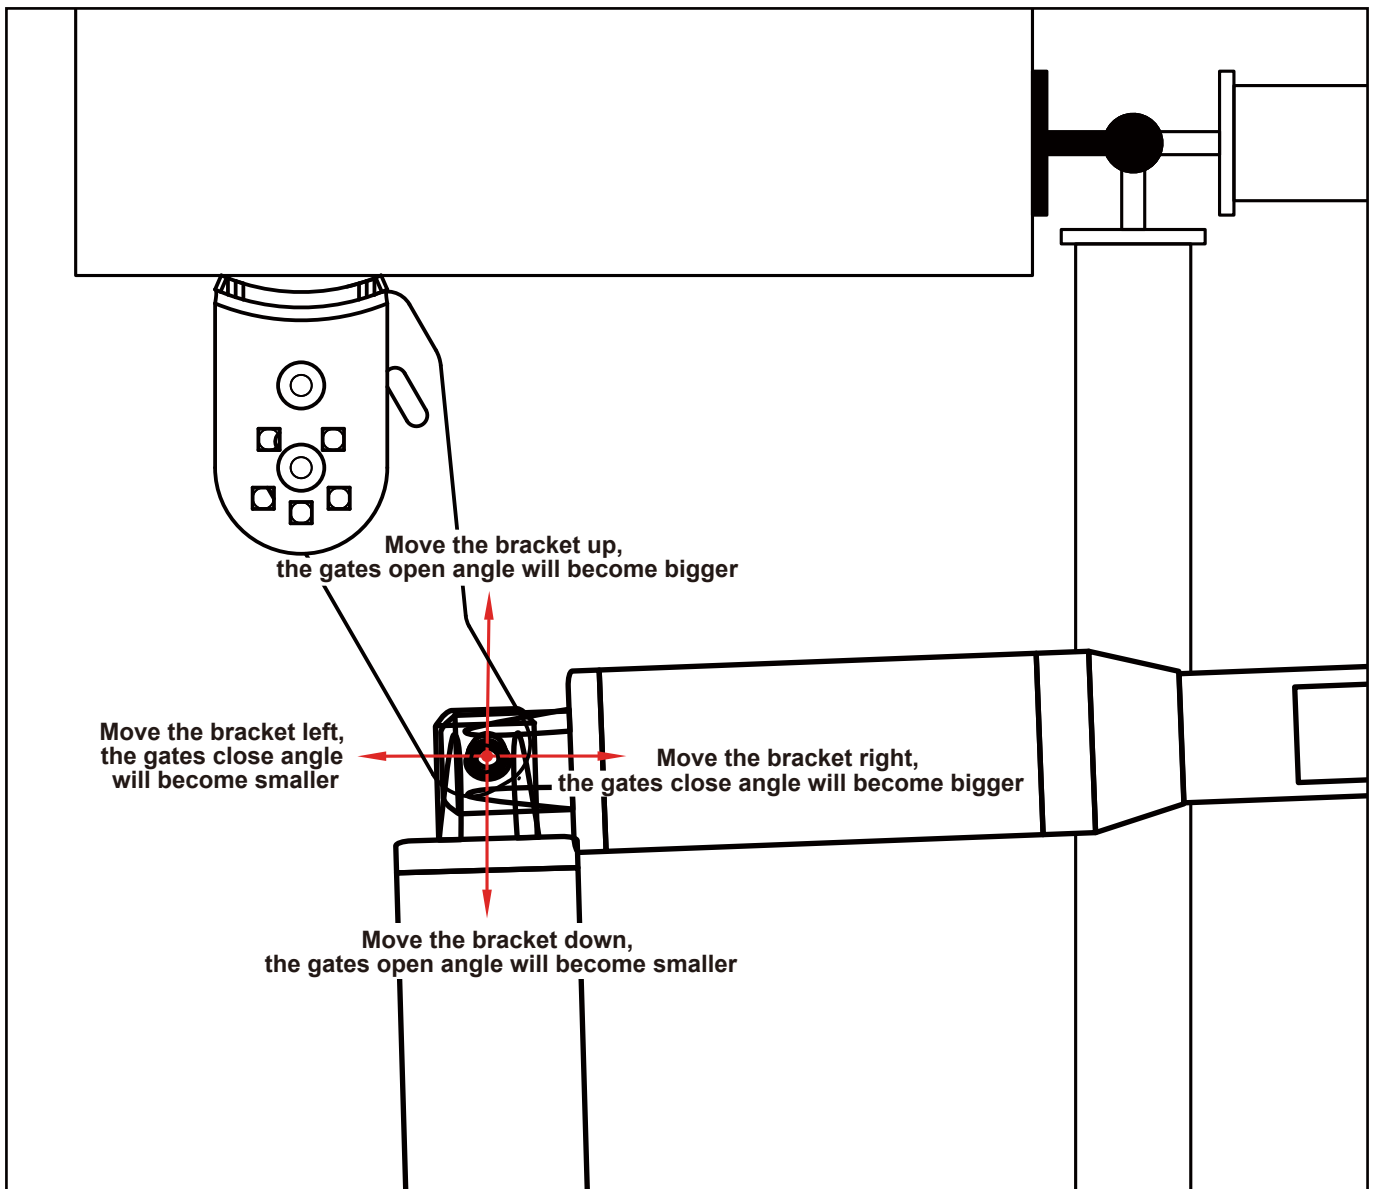 Move the bracket up,
the gates open angle will become bigger
Move the bracket left,
the gates close angle
will become smaller
Move the bracket right,
the gates close angle will become bigger
Move the bracket down,
the gates open angle will become smaller